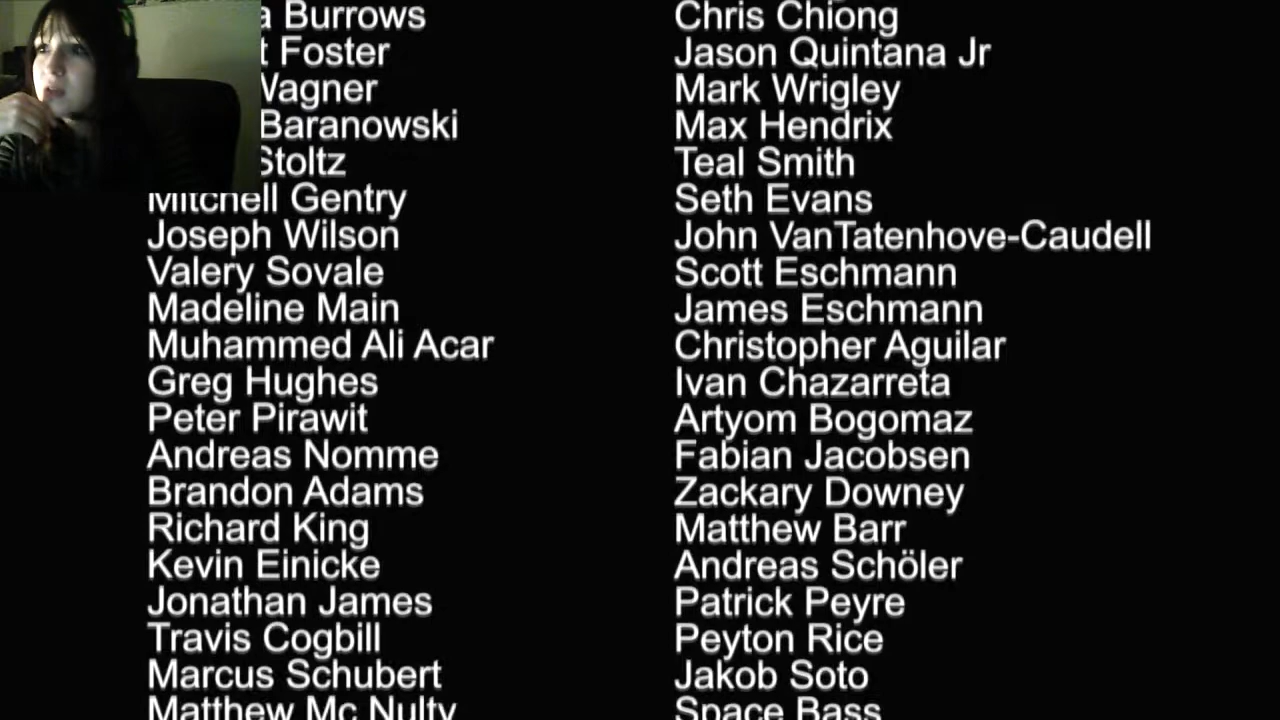 Burrows
Foster
Wagner
Baranowski
Stoltz
Mitchell Gentry
Joseph Wilson
Valery Sovale
Madeline Main
Muhammed Ali Acar
Greg Hughes
Peter Pirawit
Andreas Nomme
Brandon Adams
Richard King
Kevin Einicke
Jonathan James
Travis Cogbill
Marcus Schubert
Matthew Mc Nulty
Chris Chiong
Jason Quintana Jr
Mark Wrigley
Max Hendrix
Teal Smith
Seth Evans
John VanTatenhove-Caudell
Scott Eschmann
James Eschmann
Christopher Aguilar
Ivan Chazarreta
Artyom Bogomaz
Fabian Jacobsen
Zackary Downey
Matthew Barr
Andreas Schöler
Patrick Peyre
Peyton Rice
Jakob Soto
Space Bass